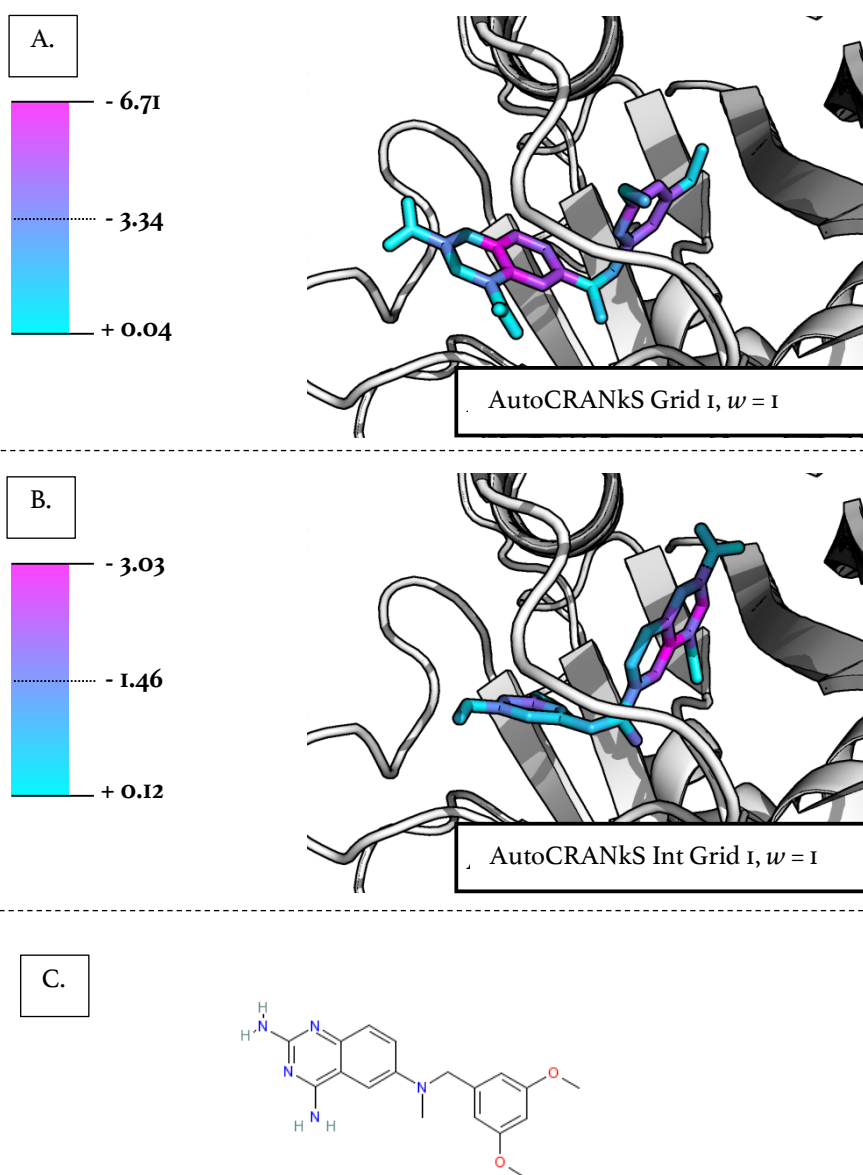 A.
- 6.71
- 3.34
+ 0.04
AutoCRANkS Grid 1, w = 1
B.
- 3.03
- 1.46
+ 0.12
AutoCRANkS Int Grid 1, w = 1
C.
H
H N N
N
N
N
H H
O
O